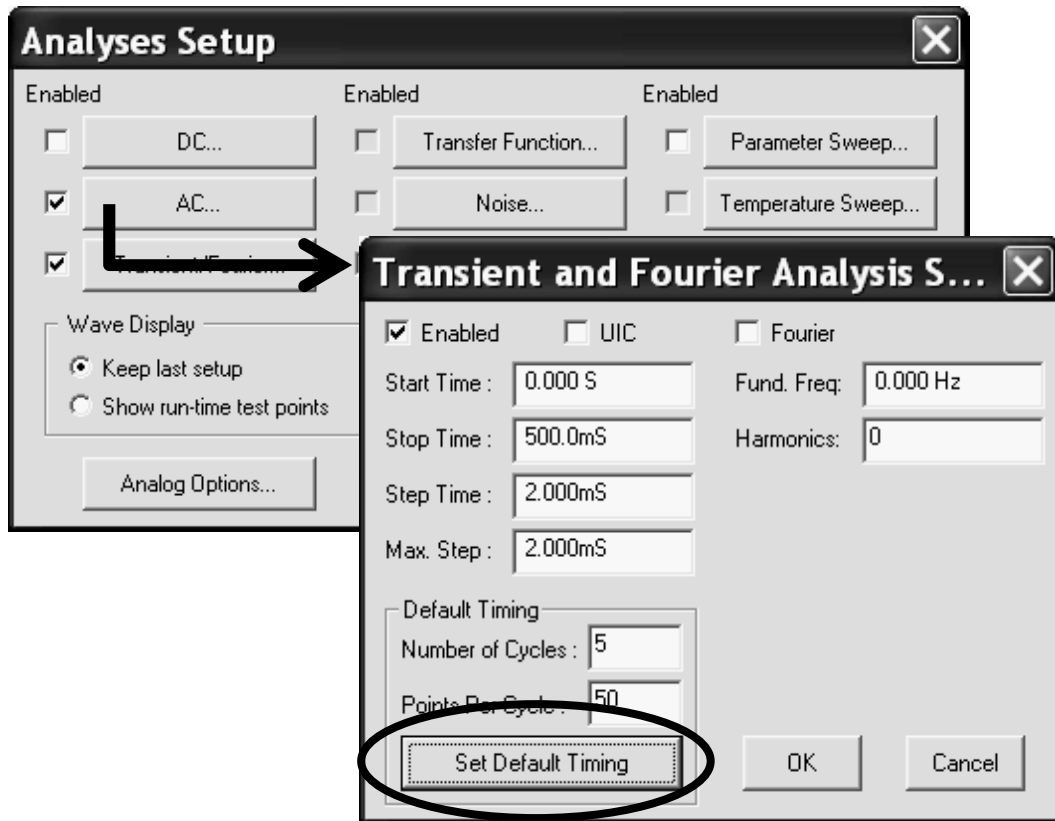 Analyses Setup
Enabled Enabled Enabled
DC... Transfer Function... Parameter Sweep...
AC... Noise... Temperature Sweep...
Transient/Fourier...
Wave Display
Keep last setup
Show run-time test points
Analog Options...
Transient and Fourier Analysis S...
Enabled UIC Fourier
Start Time : 0.000 S Fund. Freq: 0.000 Hz
Stop Time : 500.0mS Harmonics: 0
Step Time : 2.000mS
Max. Step : 2.000mS
Default Timing
Number of Cycles : 5
Points Per Cycle : 50
Set Default Timing OK Cancel